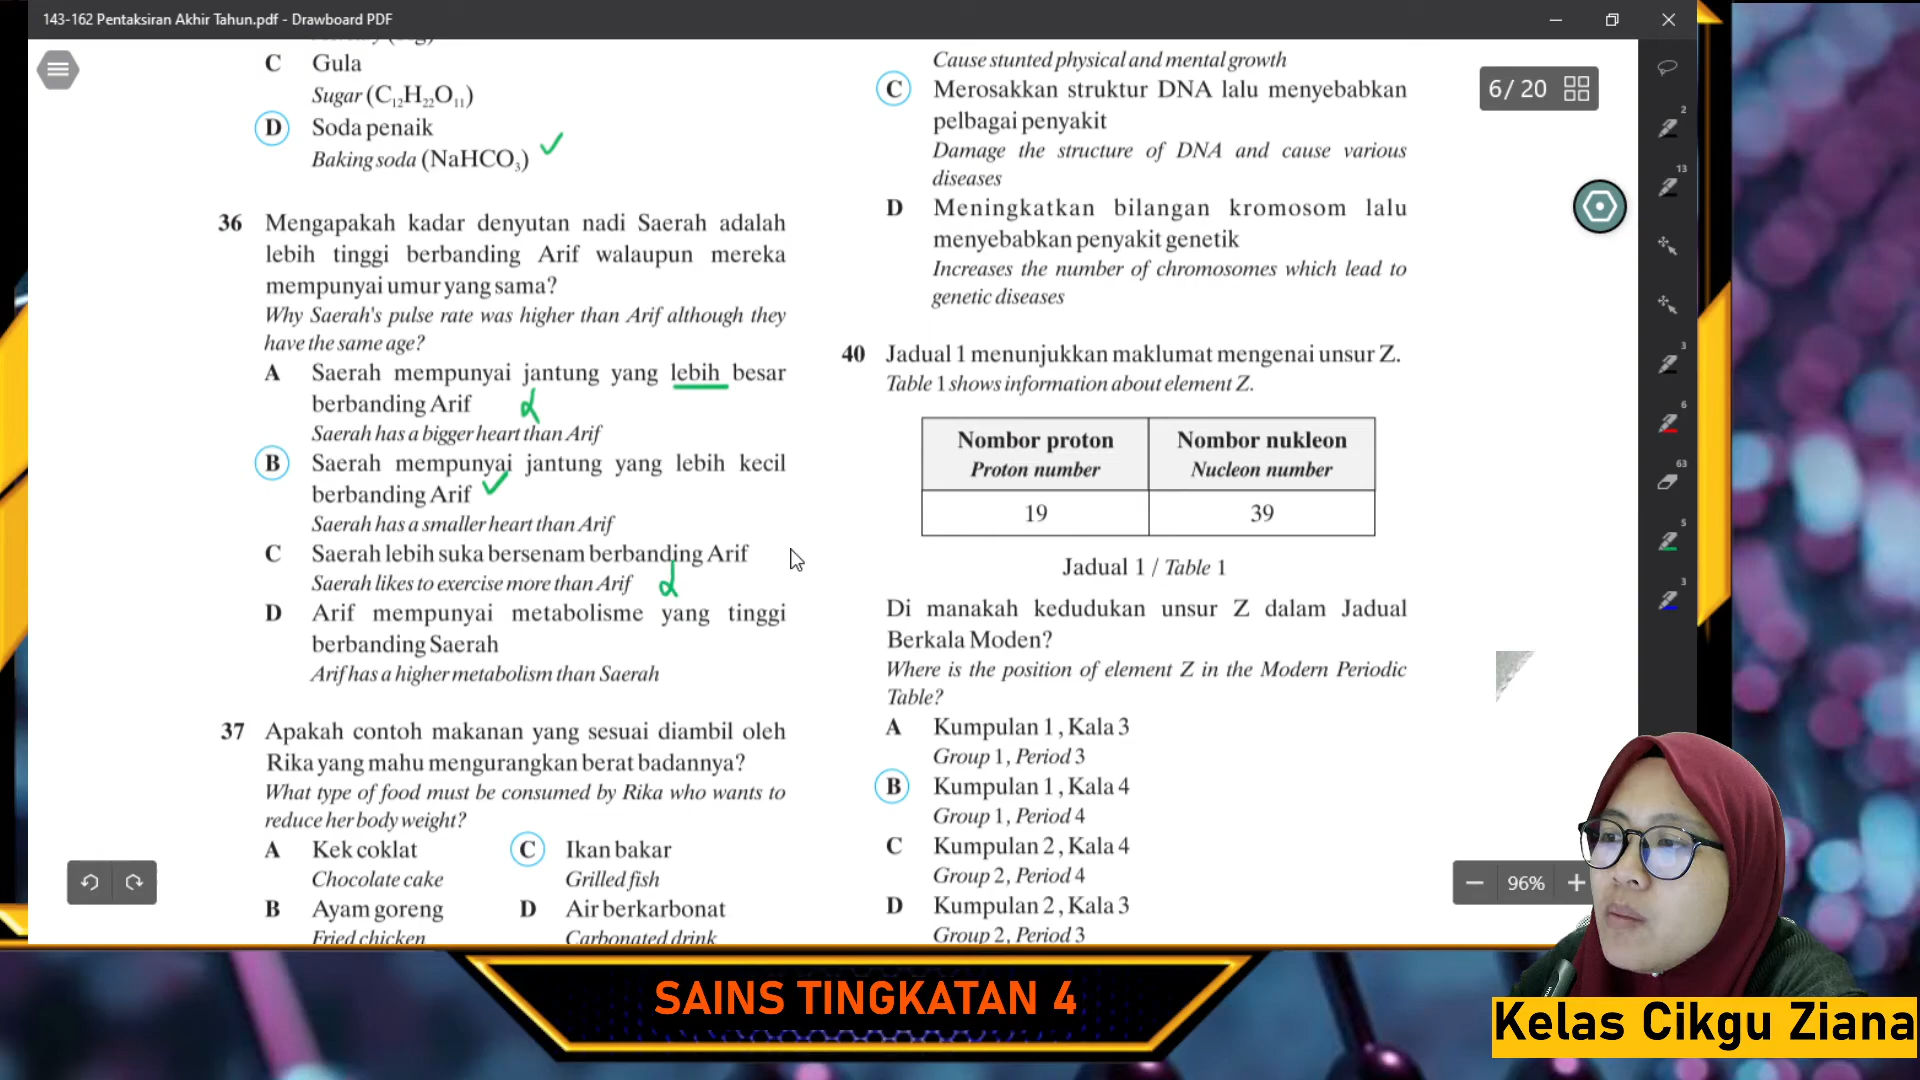 143-162 Pentaksiran Akhir Tahun.pdf - Drawboard PDF
C Gula
Sugar (C₁₂H₂₂O₁₁)
D Soda penaik
Baking soda (NaHCO₃)
36 Mengapakah kadar denyutan nadi Saerah adalah
lebih tinggi berbanding Arif walaupun mereka
mempunyai umur yang sama?
Why Saerah's pulse rate was higher than Arif although they
have the same age?
A Saerah mempunyai jantung yang lebih besar
berbanding Arif
Saerah has a bigger heart than Arif
B Saerah mempunyai jantung yang lebih kecil
berbanding Arif
Saerah has a smaller heart than Arif
C Saerah lebih suka bersenam berbanding Arif
Saerah likes to exercise more than Arif
D Arif mempunyai metabolisme yang tinggi
berbanding Saerah
Arif has a higher metabolism than Saerah
37 Apakah contoh makanan yang sesuai diambil oleh
Rika yang mahu mengurangkan berat badannya?
What type of food must be consumed by Rika who wants to
reduce her body weight?
A Kek coklat
Chocolate cake
B Ayam goreng
Fried chicken
C Ikan bakar
Grilled fish
D Air berkarbonat
Carbonated drink
Cause stunted physical and mental growth
C Merosakkan struktur DNA lalu menyebabkan
pelbagai penyakit
Damage the structure of DNA and cause various
diseases
D Meningkatkan bilangan kromosom lalu
menyebabkan penyakit genetik
Increases the number of chromosomes which lead to
genetic diseases
40 Jadual 1 menunjukkan maklumat mengenai unsur Z.
Table 1 shows information about element Z.
Nombor proton Nombor nukleon
Proton number Nucleon number
19 39
Jadual 1 / Table 1
Di manakah kedudukan unsur Z dalam Jadual
Berkala Moden?
Where is the position of element Z in the Modern Periodic
Table?
A Kumpulan 1, Kala 3
Group 1, Period 3
B Kumpulan 1, Kala 4
Group 1, Period 4
C Kumpulan 2, Kala 4
Group 2, Period 4
D Kumpulan 2, Kala 3
Group 2, Period 3
6 / 20
2
13
3
6
63
5
3
96%
SAINS TINGKATAN 4
Kelas Cikgu Ziana